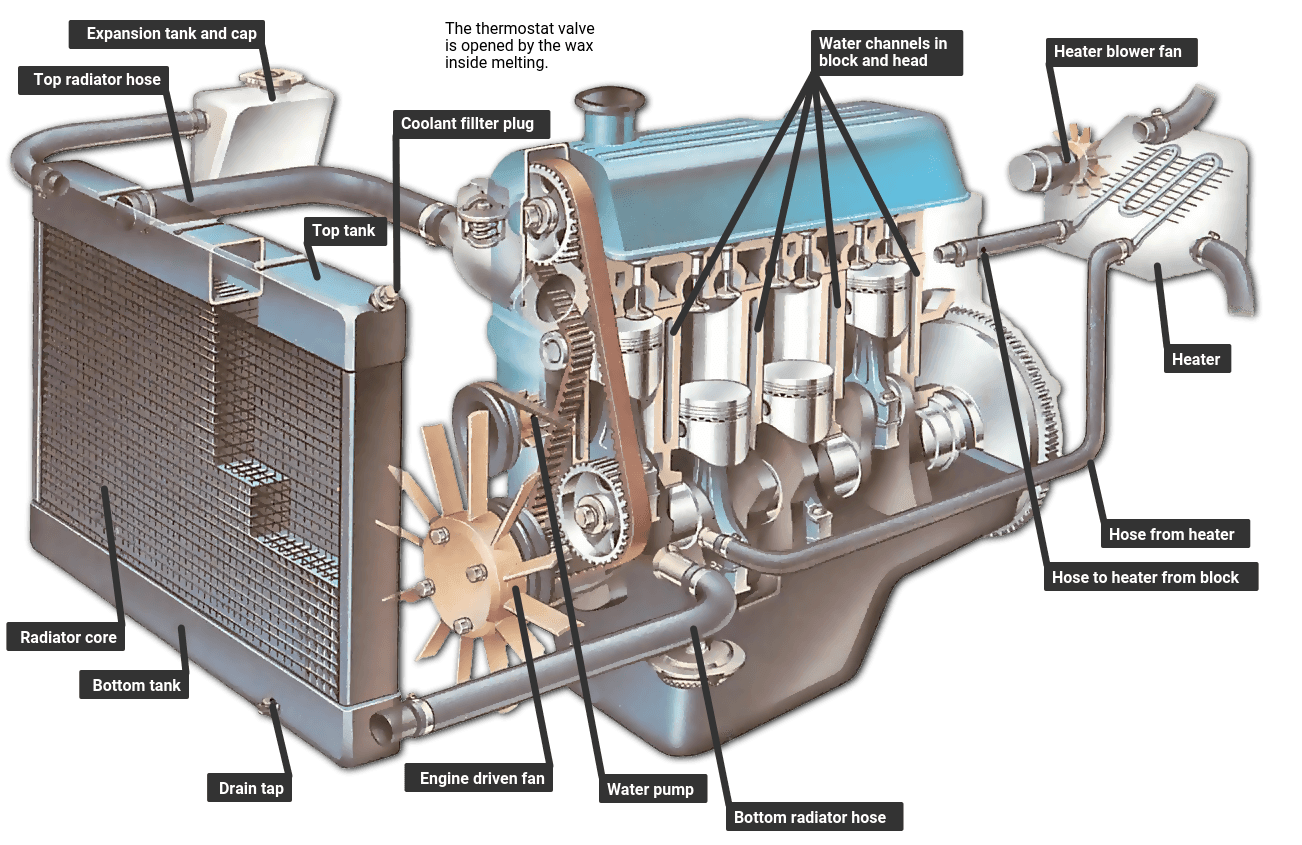 Expansion tank and cap
The thermostat valve
is opened by the wax
inside melting.
Water channels in
block and head
Heater blower fan
Top radiator hose
Coolant fillter plug
Top tank
Heater
Hose from heater
Hose to heater from block
Radiator core
Bottom tank
Drain tap
Engine driven fan
Water pump
Bottom radiator hose